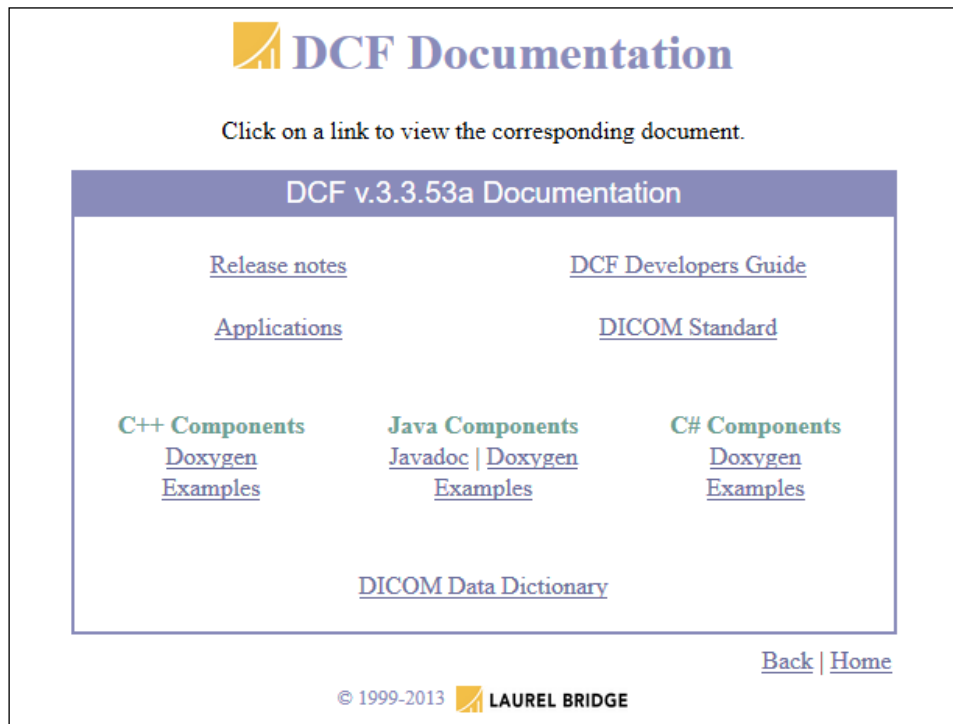 DCF Documentation
Click on a link to view the corresponding document.
DCF v.3.3.53a Documentation
Release notes DCF Developers Guide
Applications DICOM Standard
C++ Components Java Components C# Components
Doxygen Javadoc | Doxygen Doxygen
Examples Examples Examples
DICOM Data Dictionary
Back | Home
© 1999-2013 LAUREL BRIDGE